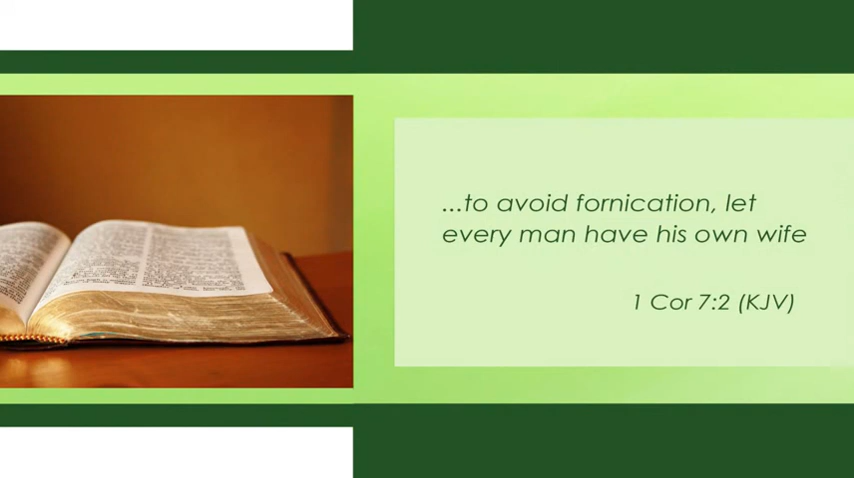 ...to avoid fornication, let
every man have his own wife
1 Cor 7:2 (KJV)